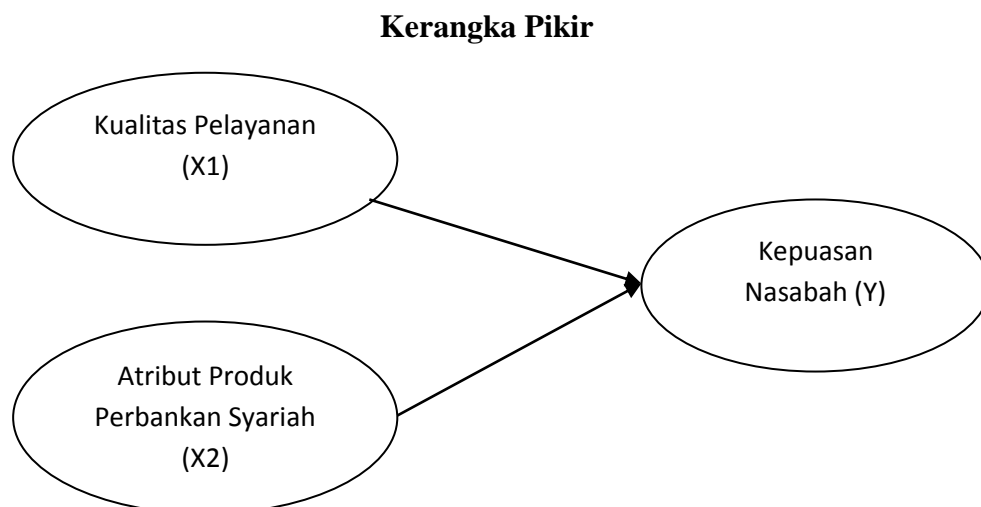 Kerangka Pikir
Kualitas Pelayanan
(X1)
Kepuasan
Nasabah (Y)
Atribut Produk
Perbankan Syariah
(X2)